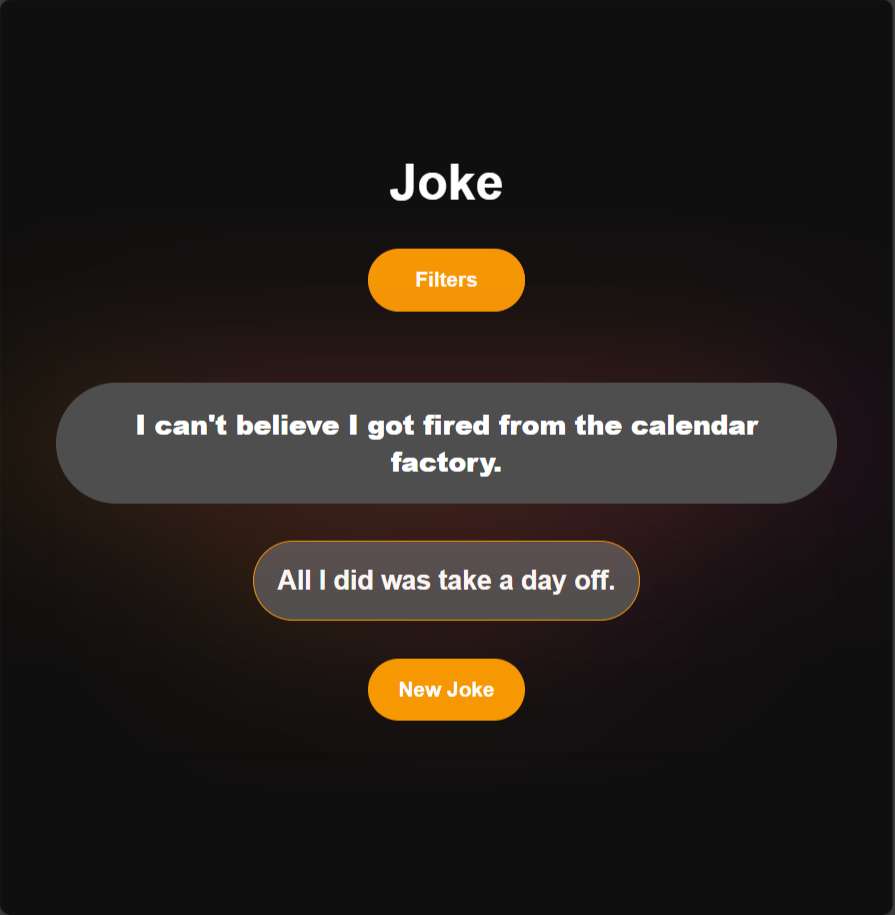 Joke
Filters
I can't believe I got fired from the calendar
factory.
All I did was take a day off.
New Joke